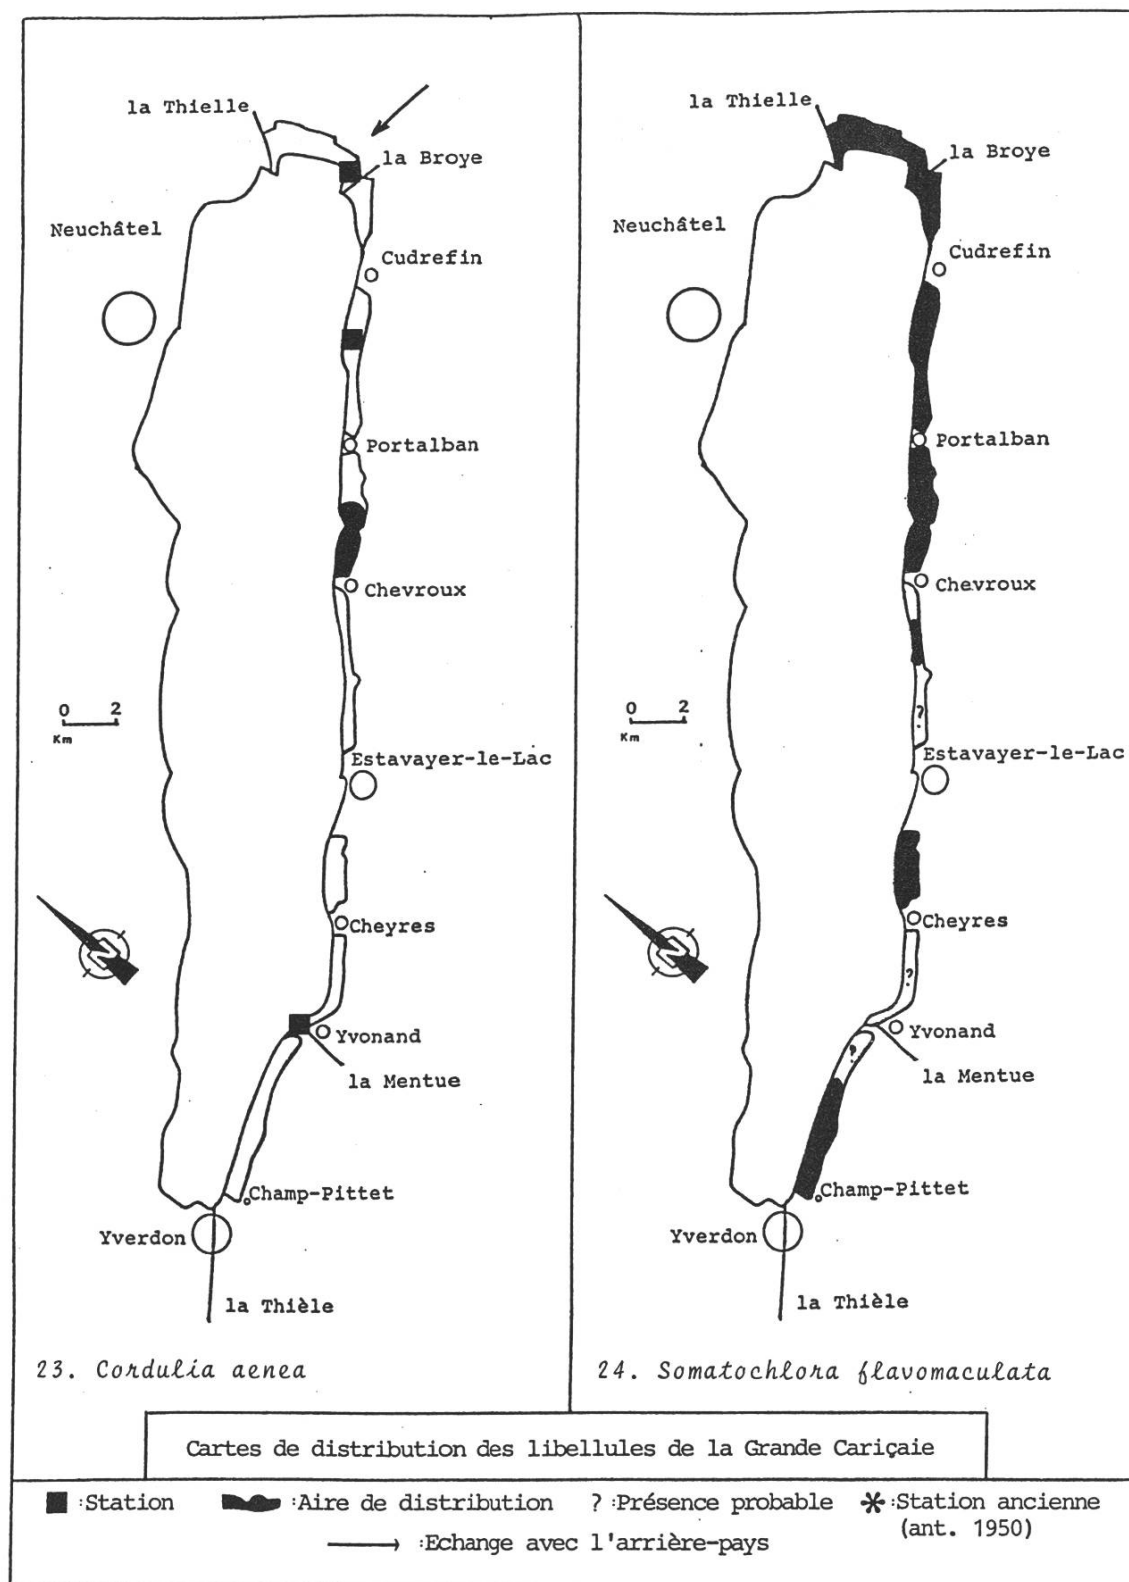 la Thielle
la Broye
Neuchâtel
Cudrefin
Portalban
Chevroux
0 2
Km
Estavayer-le-Lac
Cheyres
Yvonand
la Mentue
Champ-Pittet
Yverdon
la Thièle
23. Cordulia aenea
la Thielle
la Broye
Neuchâtel
Cudrefin
Portalban
Chevroux
0 2
Km
?
Estavayer-le-Lac
Cheyres
?
Yvonand
?
la Mentue
Champ-Pittet
Yverdon
la Thièle
24. Somatochlora flavomaculata
Cartes de distribution des libellules de la Grande Cariçaie
:Station :Aire de distribution ? :Présence probable :Station ancienne
(ant. 1950)
:Echange avec l'arrière-pays